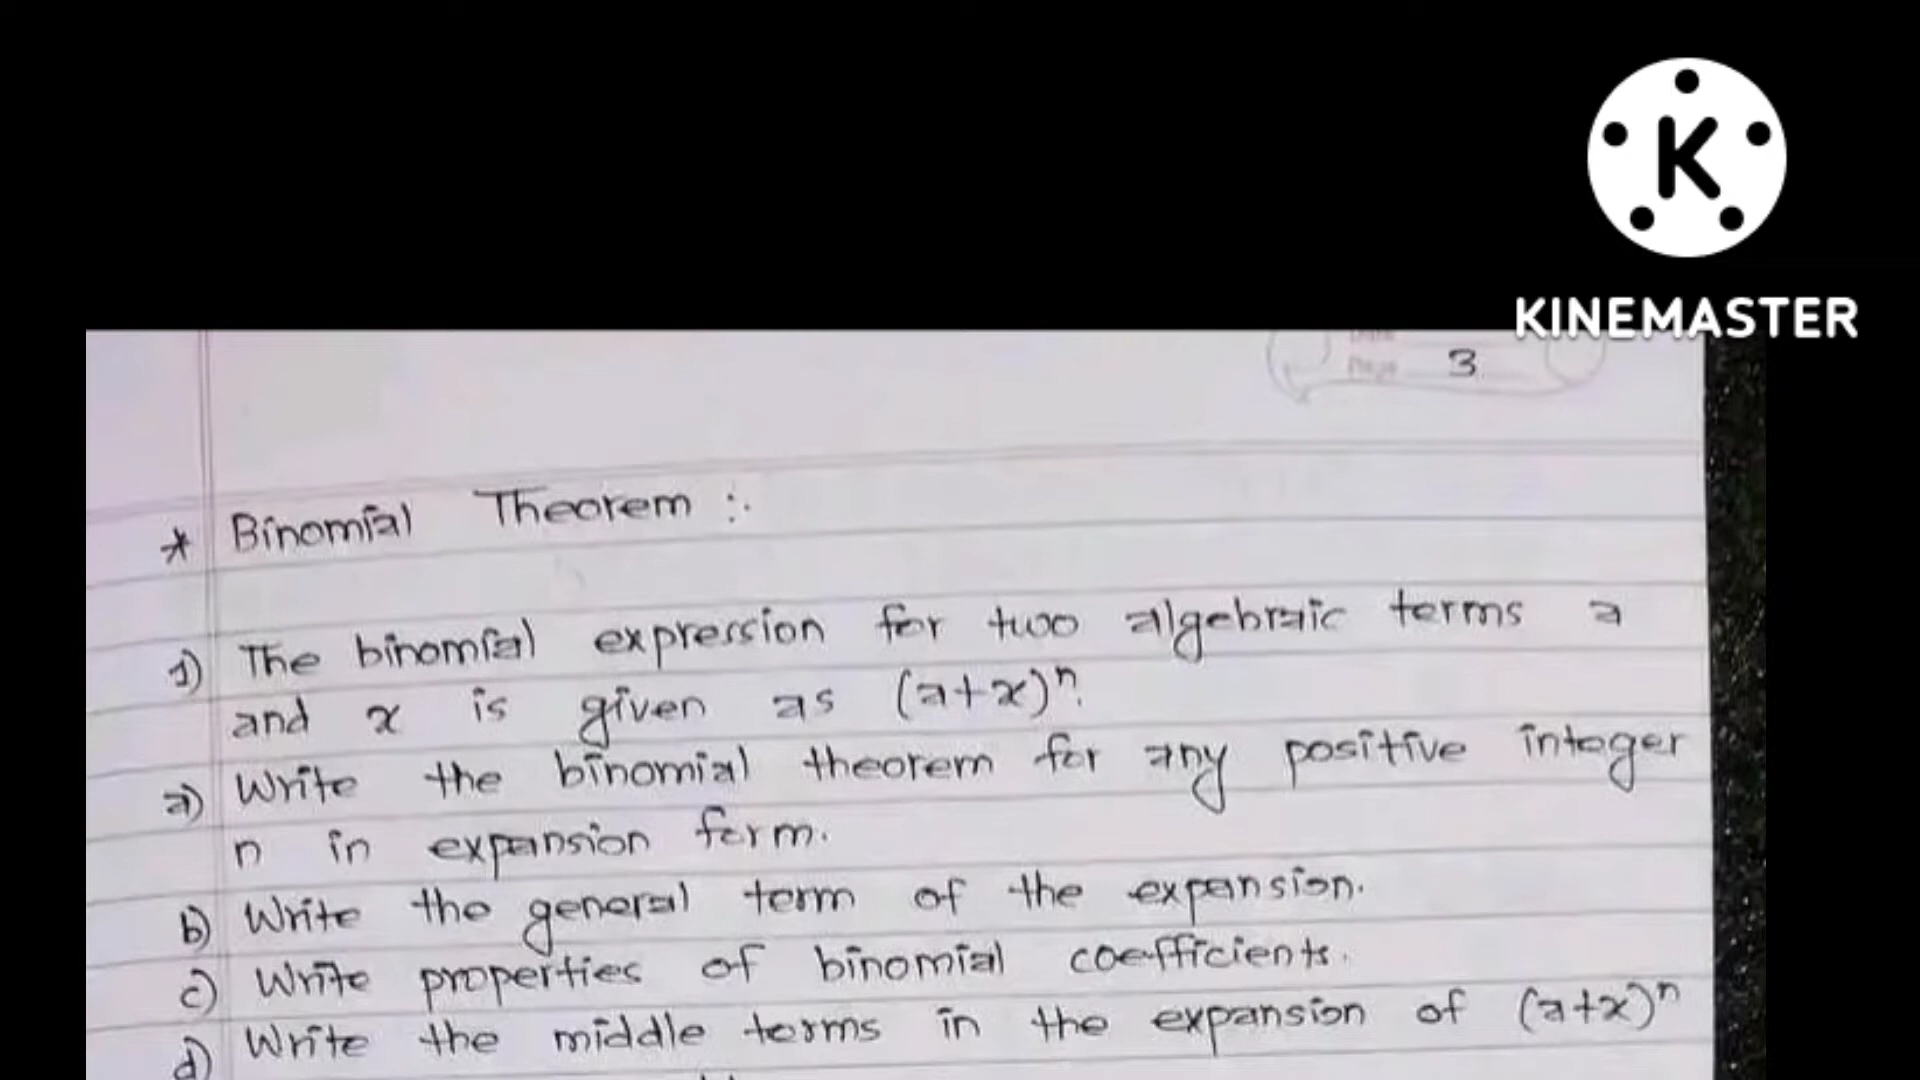 K
KINEMASTER
Page 3
* Binomial Theorem :-
1) The binomial expression for two algebraic terms a
and x is given as (a+x)ⁿ.
a) Write the binomial theorem for any positive integer
n in expansion form.
b) Write the general term of the expansion.
c) Write properties of binomial coefficients.
d) Write the middle terms in the expansion of (a+x)ⁿ